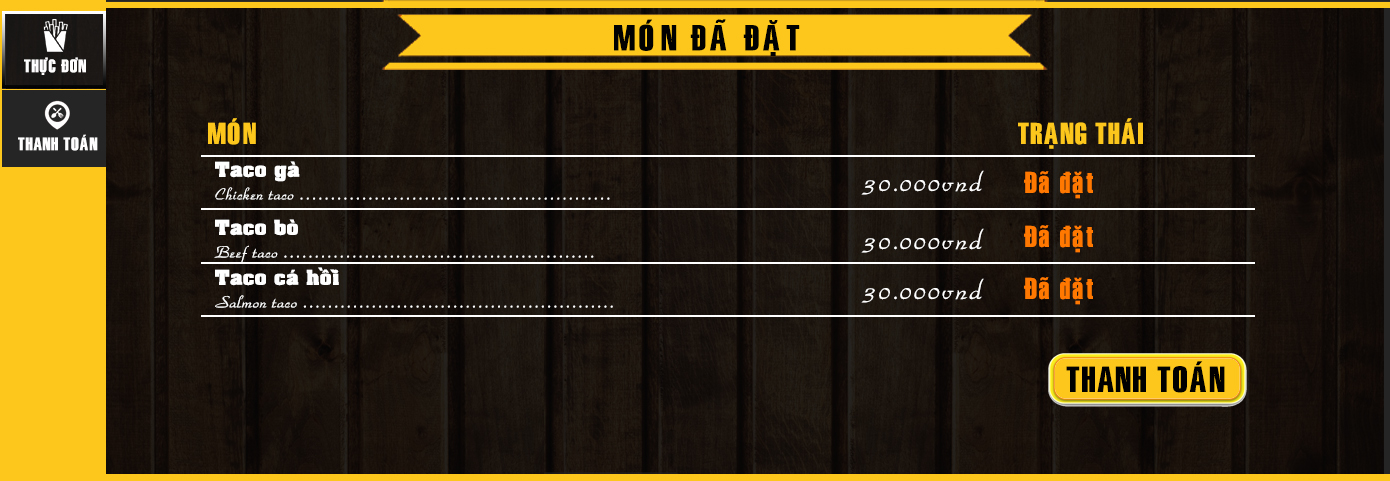 THỰC ĐƠN
THANH TOÁN
MÓN ĐÃ ĐẶT
MÓN TRẠNG THÁI
Taco gà
Chicken taco .................................................. 30.000vnd Đã đặt
Taco bò
Beef taco .................................................. 30.000vnd Đã đặt
Taco cá hồi
Salmon taco .................................................. 30.000vnd Đã đặt
THANH TOÁN